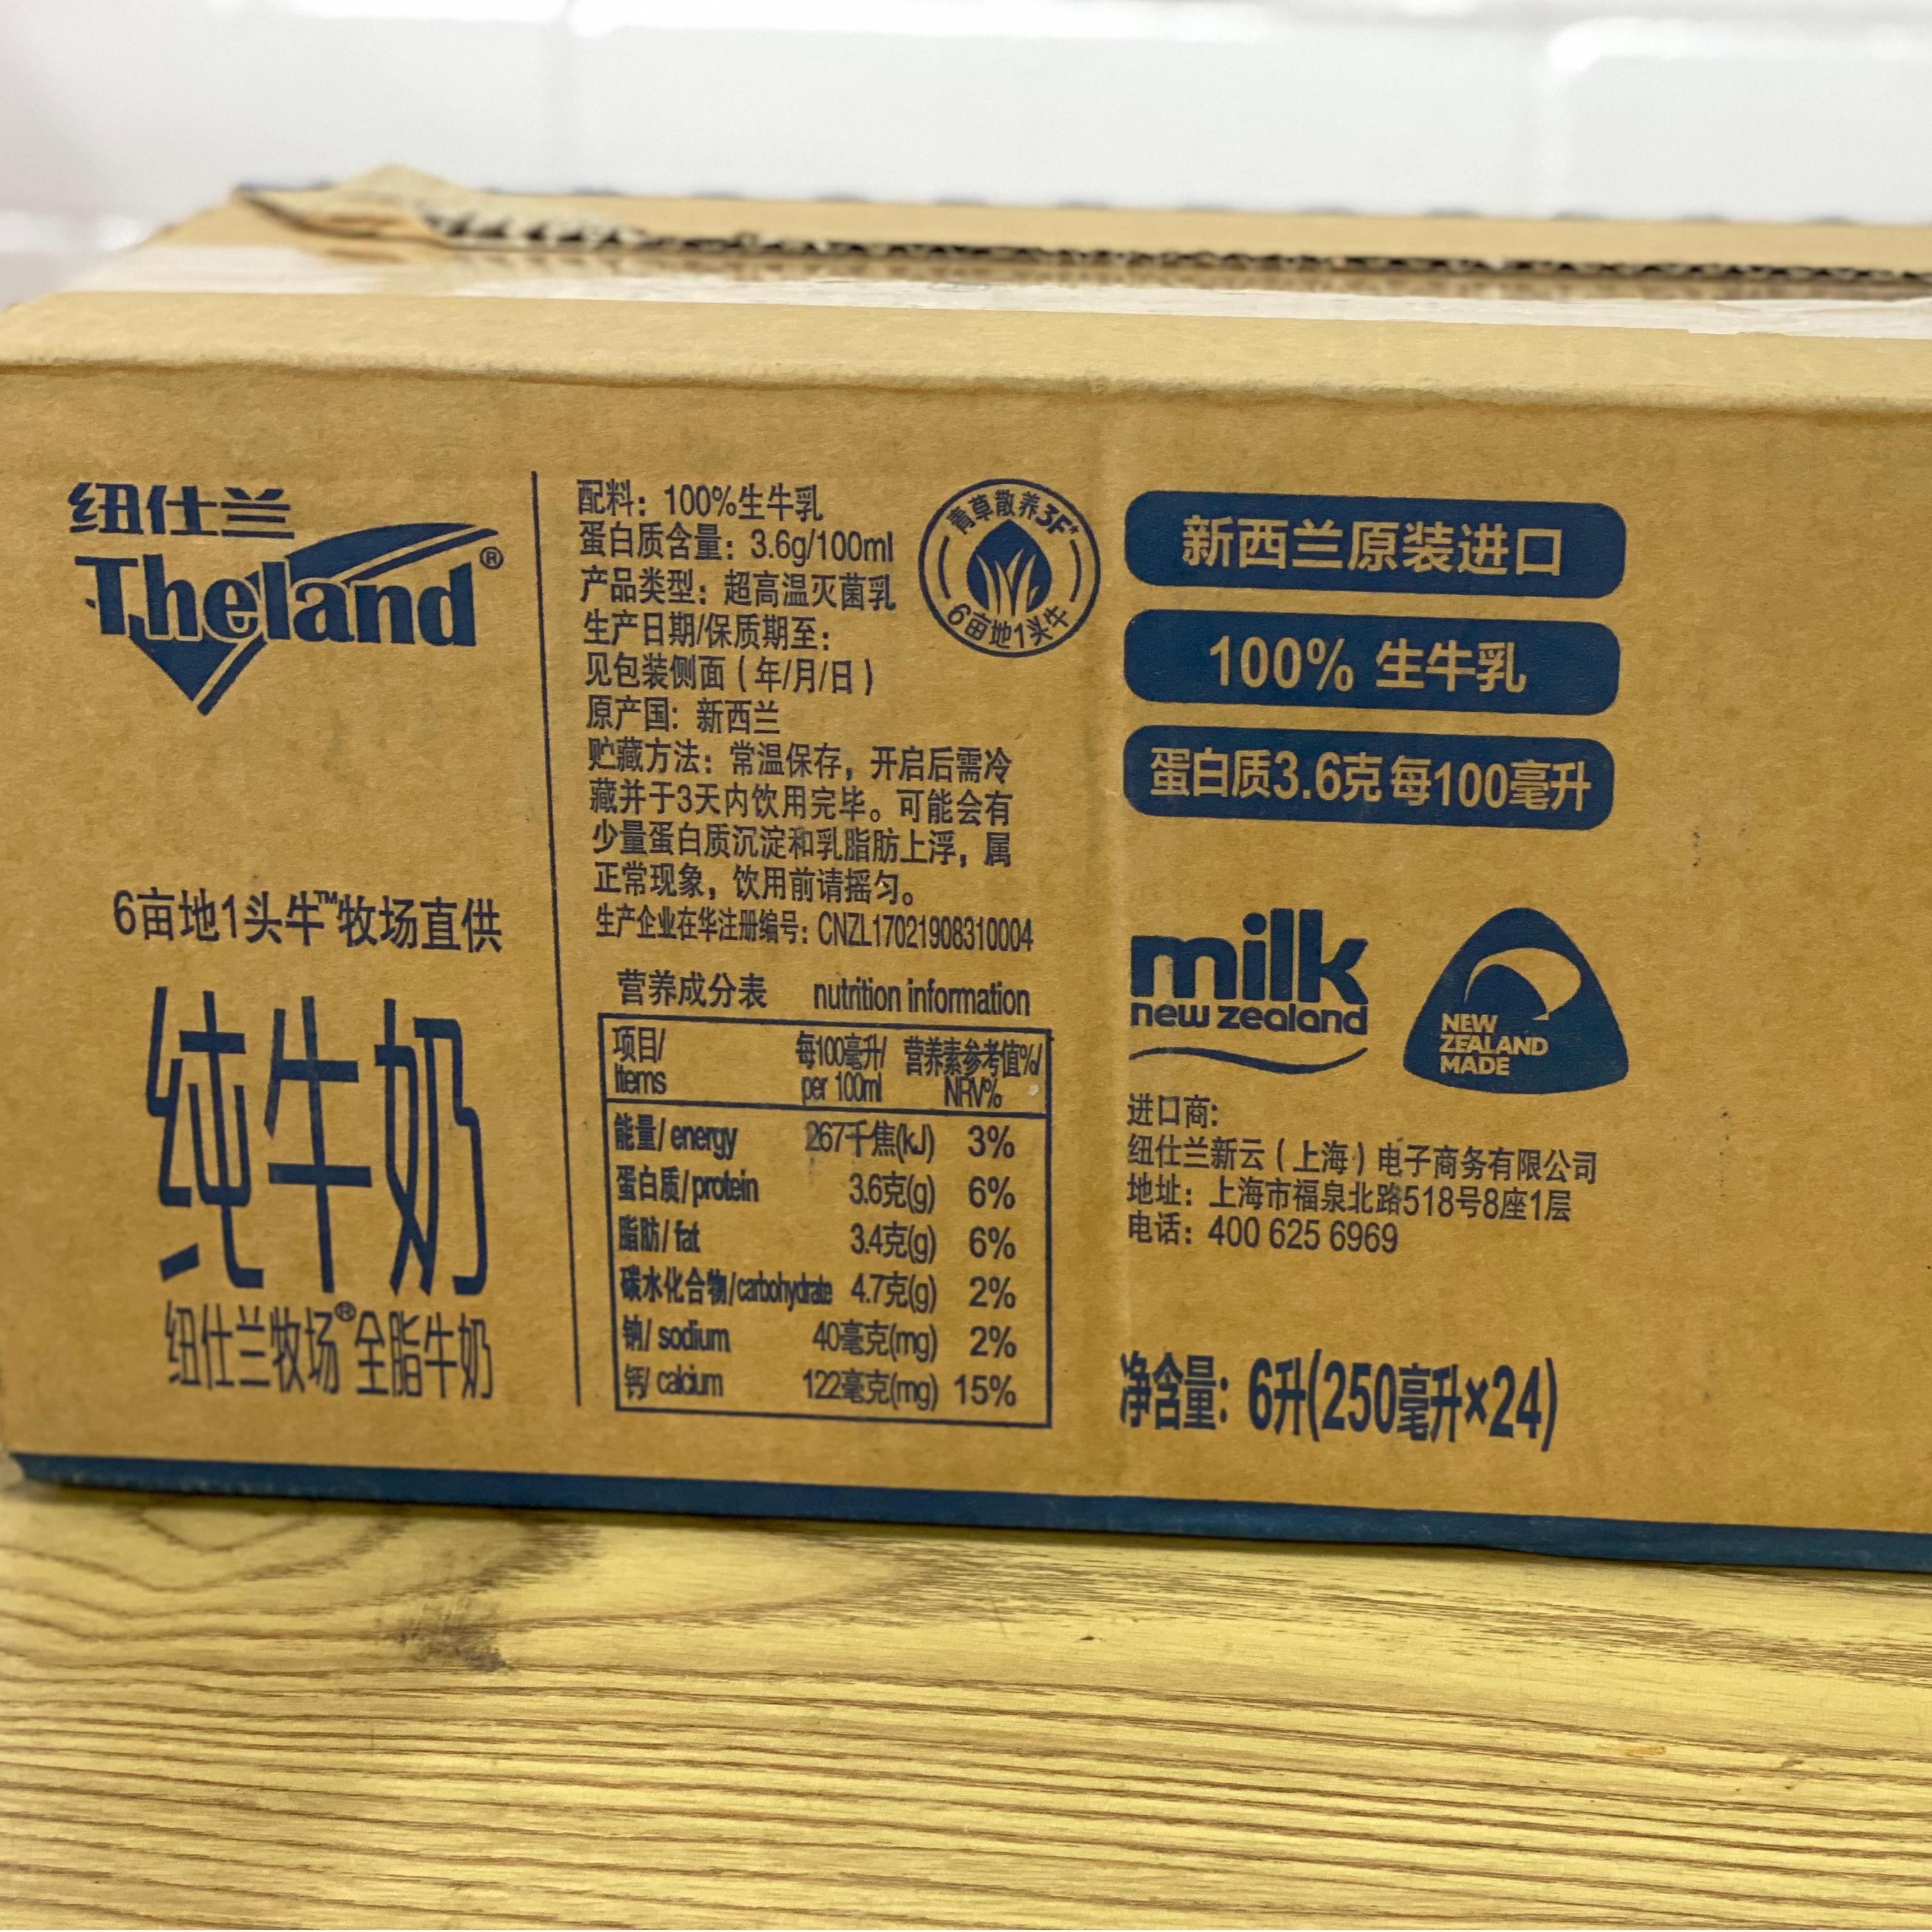 纽仕兰
Theland®
6亩地1头牛™牧场直供
纯牛奶
纽仕兰牧场®全脂牛奶
配料：100%生牛乳
蛋白质含量：3.6g/100ml
产品类型：超高温灭菌乳
生产日期/保质期至：
见包装侧面（年/月/日）
原产国：新西兰
贮藏方法：常温保存，开启后需冷
藏并于3天内饮用完毕。可能会有
少量蛋白质沉淀和乳脂肪上浮，属
正常现象，饮用前请摇匀。
生产企业在华注册编号：CNZL17021908310004
青草散养3F+
6亩地1头牛
营养成分表 nutrition information
项目/ 每100毫升/ 营养素参考值%/
Items per 100ml NRV%
能量/energy 267千焦(kJ) 3%
蛋白质/protein 3.6克(g) 6%
脂肪/fat 3.4克(g) 6%
碳水化合物/carbohydrate 4.7克(g) 2%
钠/sodium 40毫克(mg) 2%
钙/calcium 122毫克(mg) 15%
新西兰原装进口
100% 生牛乳
蛋白质3.6克 每100毫升
milk
new zealand
NEW
ZEALAND
MADE
进口商:
纽仕兰新云（上海）电子商务有限公司
地址：上海市福泉北路518号8座1层
电话：400 625 6969
净含量：6升(250毫升×24)